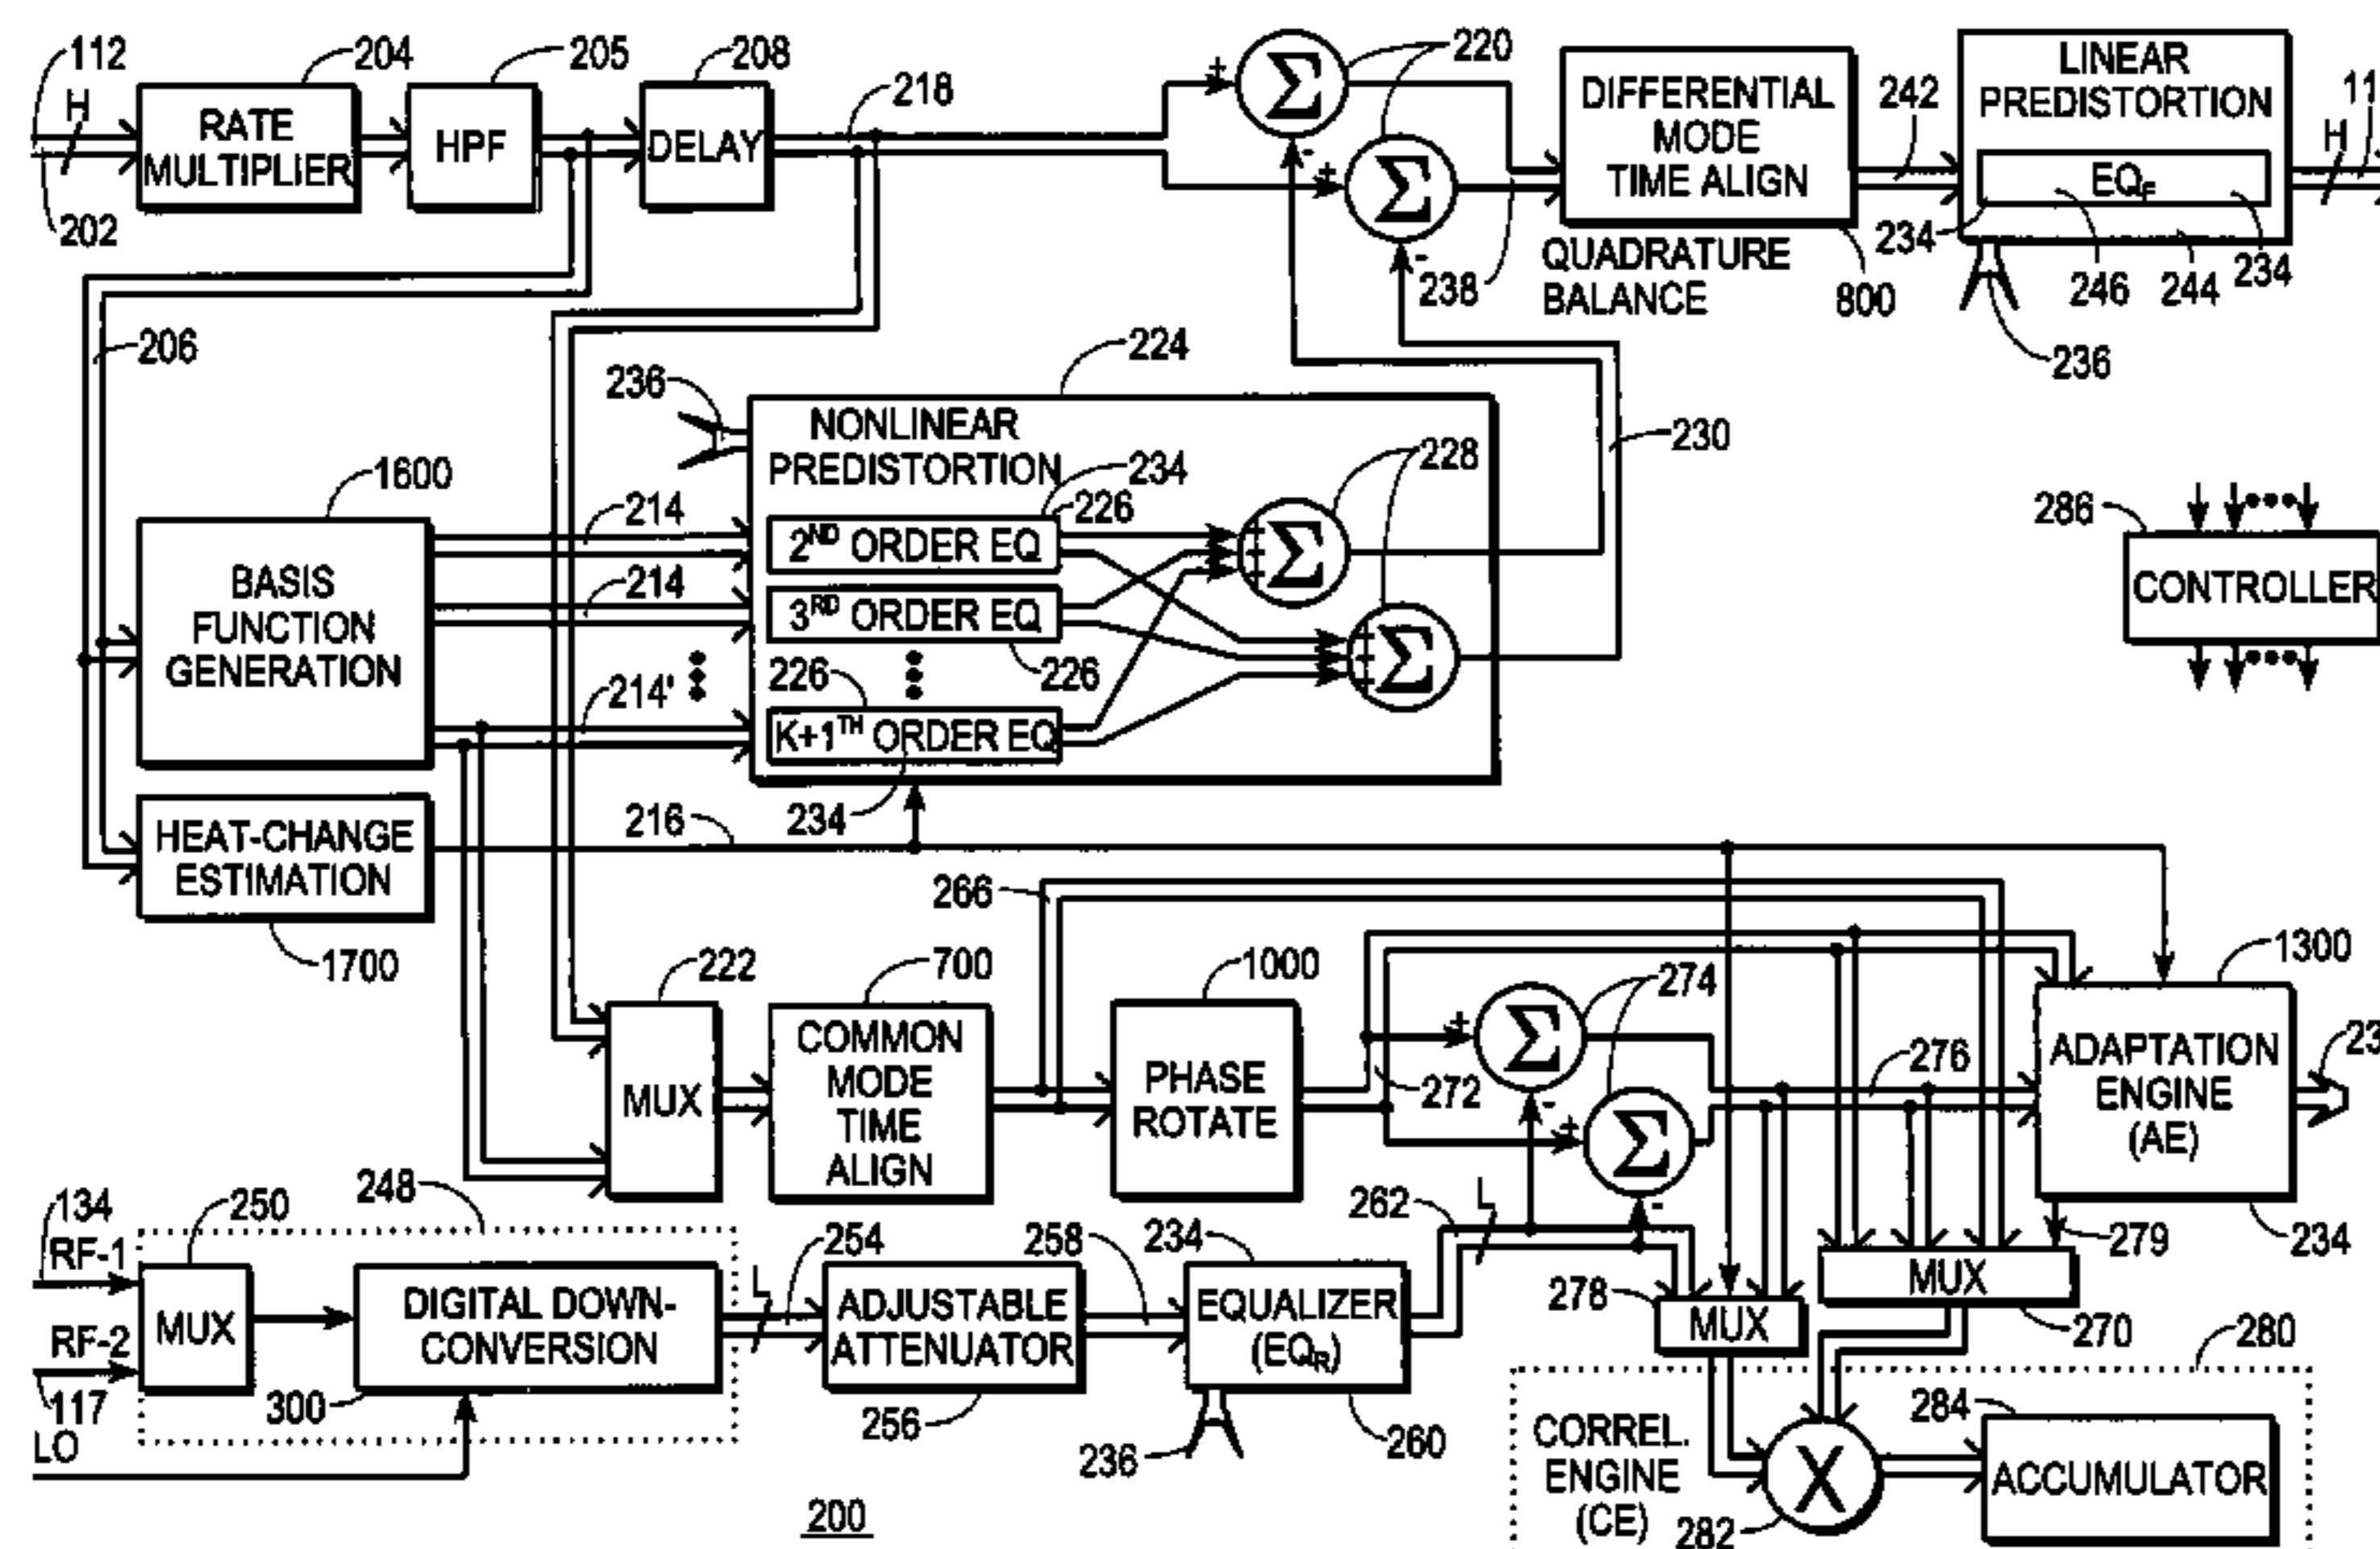 112
H
202
204
RATE
MULTIPLIER
205
HPF
208
DELAY
218
+
Σ
-
220
+
Σ
-
238
DIFFERENTIAL
MODE
TIME ALIGN
QUADRATURE
BALANCE
800
242
LINEAR
PREDISTORTION
EQF
234
246
244
234
236
H
11
206
1600
BASIS
FUNCTION
GENERATION
214
214
214'
236
224
NONLINEAR
PREDISTORTION
234
226
2ND ORDER EQ
3RD ORDER EQ
226
226
K+1TH ORDER EQ
234
+
+
+
Σ
228
+
+
+
Σ
230
286
CONTROLLER
HEAT-CHANGE
ESTIMATION
1700
216
266
222
MUX
700
COMMON
MODE
TIME
ALIGN
1000
PHASE
ROTATE
272
+
Σ
-
274
+
Σ
-
276
1300
ADAPTATION
ENGINE
(AE)
23
234
279
134
RF-1
RF-2
117
LO
250
MUX
248
DIGITAL DOWN-
CONVERSION
300
L
254
ADJUSTABLE
ATTENUATOR
256
258
234
EQUALIZER
(EQR)
236
260
262
L
278
MUX
MUX
270
280
CORREL.
ENGINE
(CE)
X
282
284
ACCUMULATOR
200